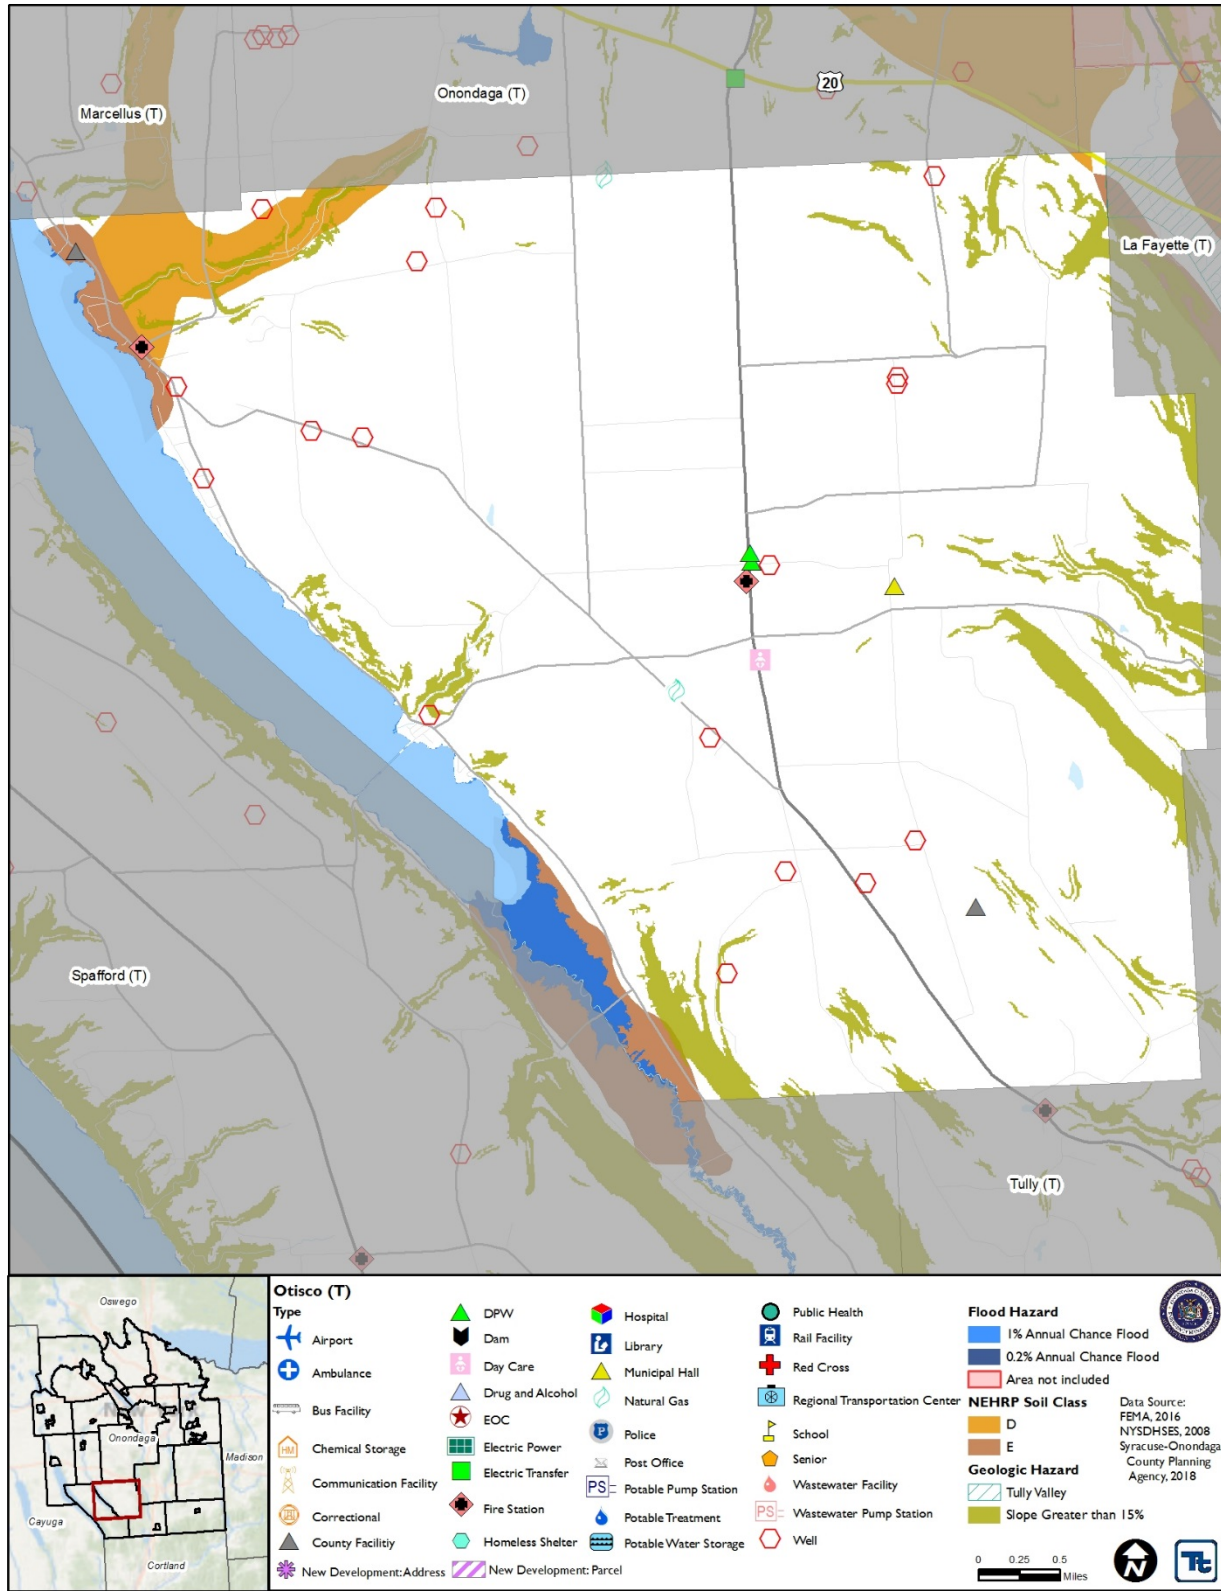 Marcellus (T)
Onondaga (T)
20
La Fayette (T)
Spafford (T)
Tully (T)
Oswego
Onondaga
Madison
Cayuga
Cortland
Otisco (T)
Type
Airport
Ambulance
Bus Facility
HM
Chemical Storage
Communication Facility
Correctional
County Facilitiy
New Development: Address
DPW
Dam
Day Care
Drug and Alcohol
EOC
Electric Power
Electric Transfer
Fire Station
Homeless Shelter
New Development: Parcel
Hospital
Library
Municipal Hall
Natural Gas
P
Police
Post Office
PS
Potable Pump Station
Potable Treatment
Potable Water Storage
Public Health
Rail Facility
Red Cross
Regional Transportation Center
School
Senior
Wastewater Facility
PS
Wastewater Pump Station
Well
Flood Hazard
1% Annual Chance Flood
0.2% Annual Chance Flood
Area not included
NEHRP Soil Class
D
E
Geologic Hazard
Tully Valley
Slope Greater than 15%
Data Source:
FEMA, 2016
NYSDHSES, 2008
Syracuse-Onondaga
County Planning
Agency, 2018
0 0.25 0.5
Miles
N
Tt